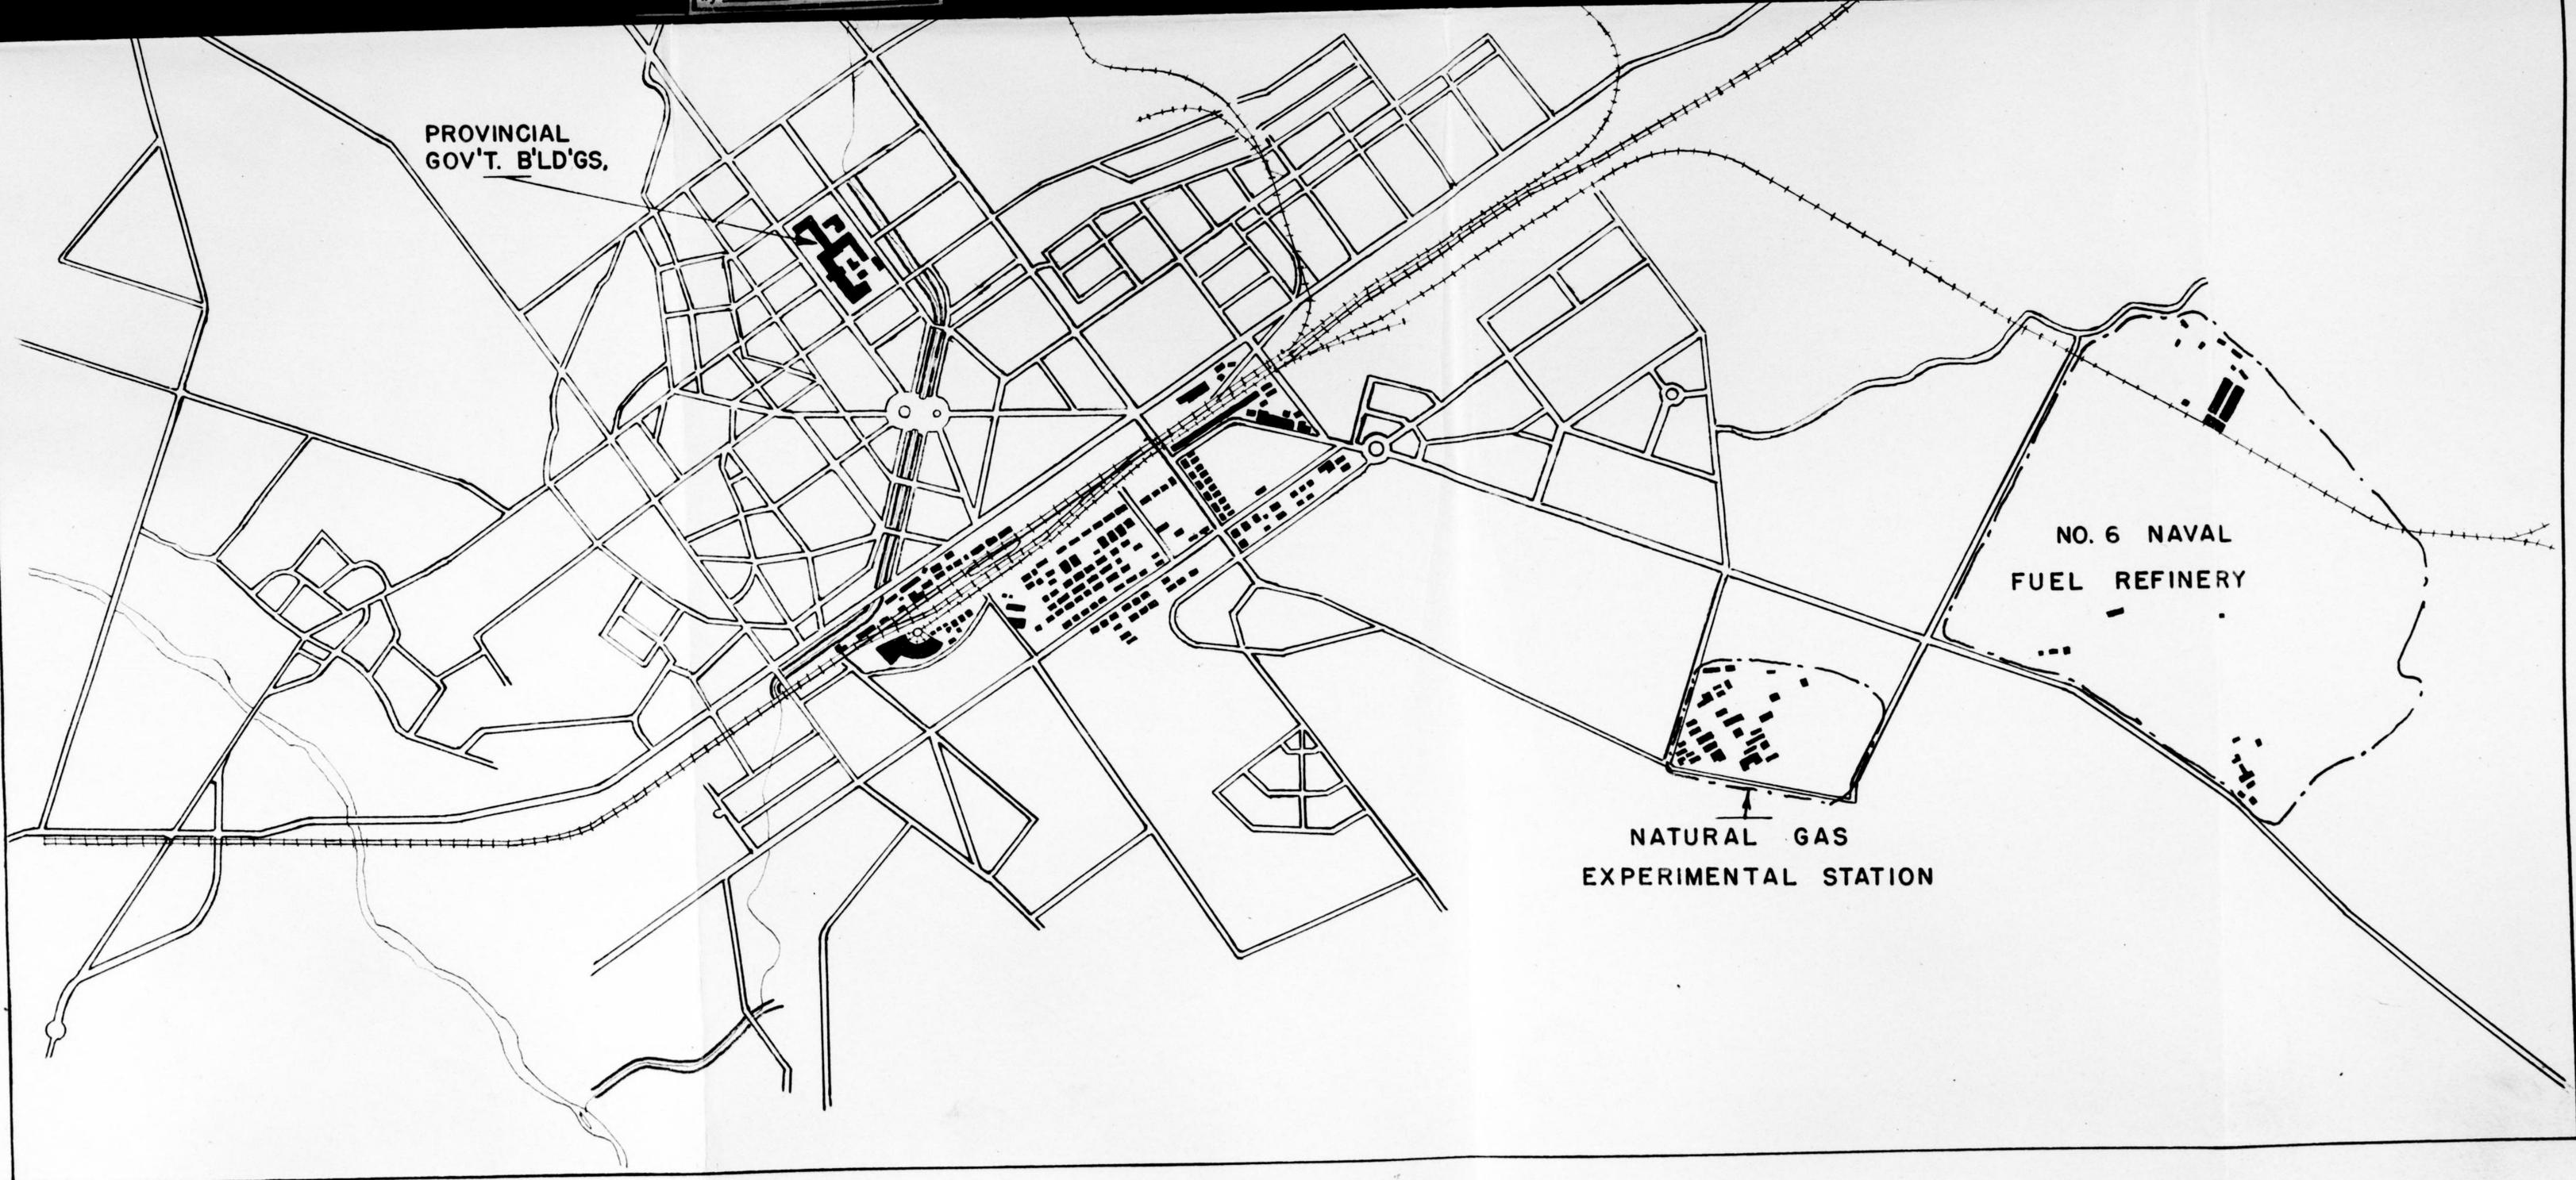 PROVINCIAL
GOV'T. B'LD'GS.
NO. 6 NAVAL
FUEL REFINERY
NATURAL GAS
EXPERIMENTAL STATION